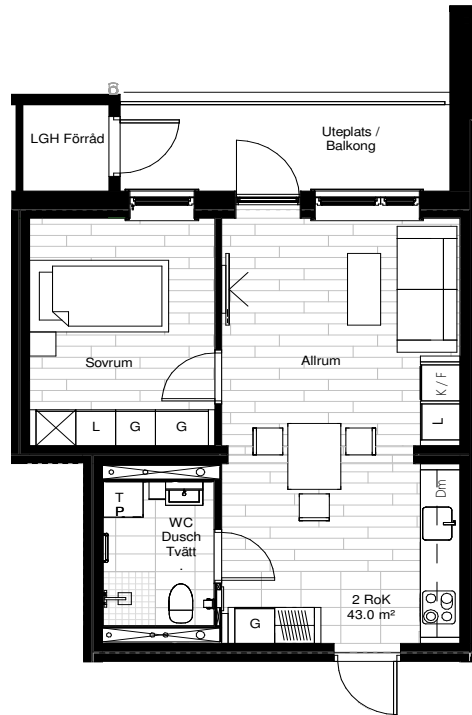 LGH Förråd
Uteplats /
Balkong
Sovrum
Allrum
K / F
L
L G G
Dm
T
P
WC
Dusch
Tvätt
2 RoK
43.0 m²
G